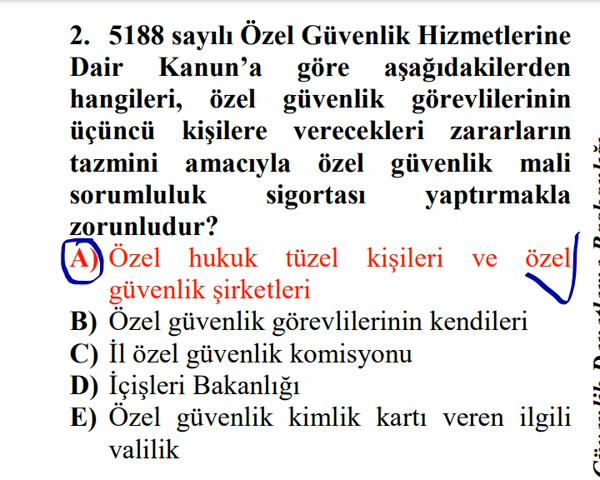 2. 5188 sayılı Özel Güvenlik Hizmetlerine
Dair Kanun’a göre aşağıdakilerden
hangileri, özel güvenlik görevlilerinin
üçüncü kişilere verecekleri zararların
tazmini amacıyla özel güvenlik mali
sorumluluk sigortası yaptırmakla
zorunludur?
A) Özel hukuk tüzel kişileri ve özel
güvenlik şirketleri
B) Özel güvenlik görevlilerinin kendileri
C) İl özel güvenlik komisyonu
D) İçişleri Bakanlığı
E) Özel güvenlik kimlik kartı veren ilgili
valilik